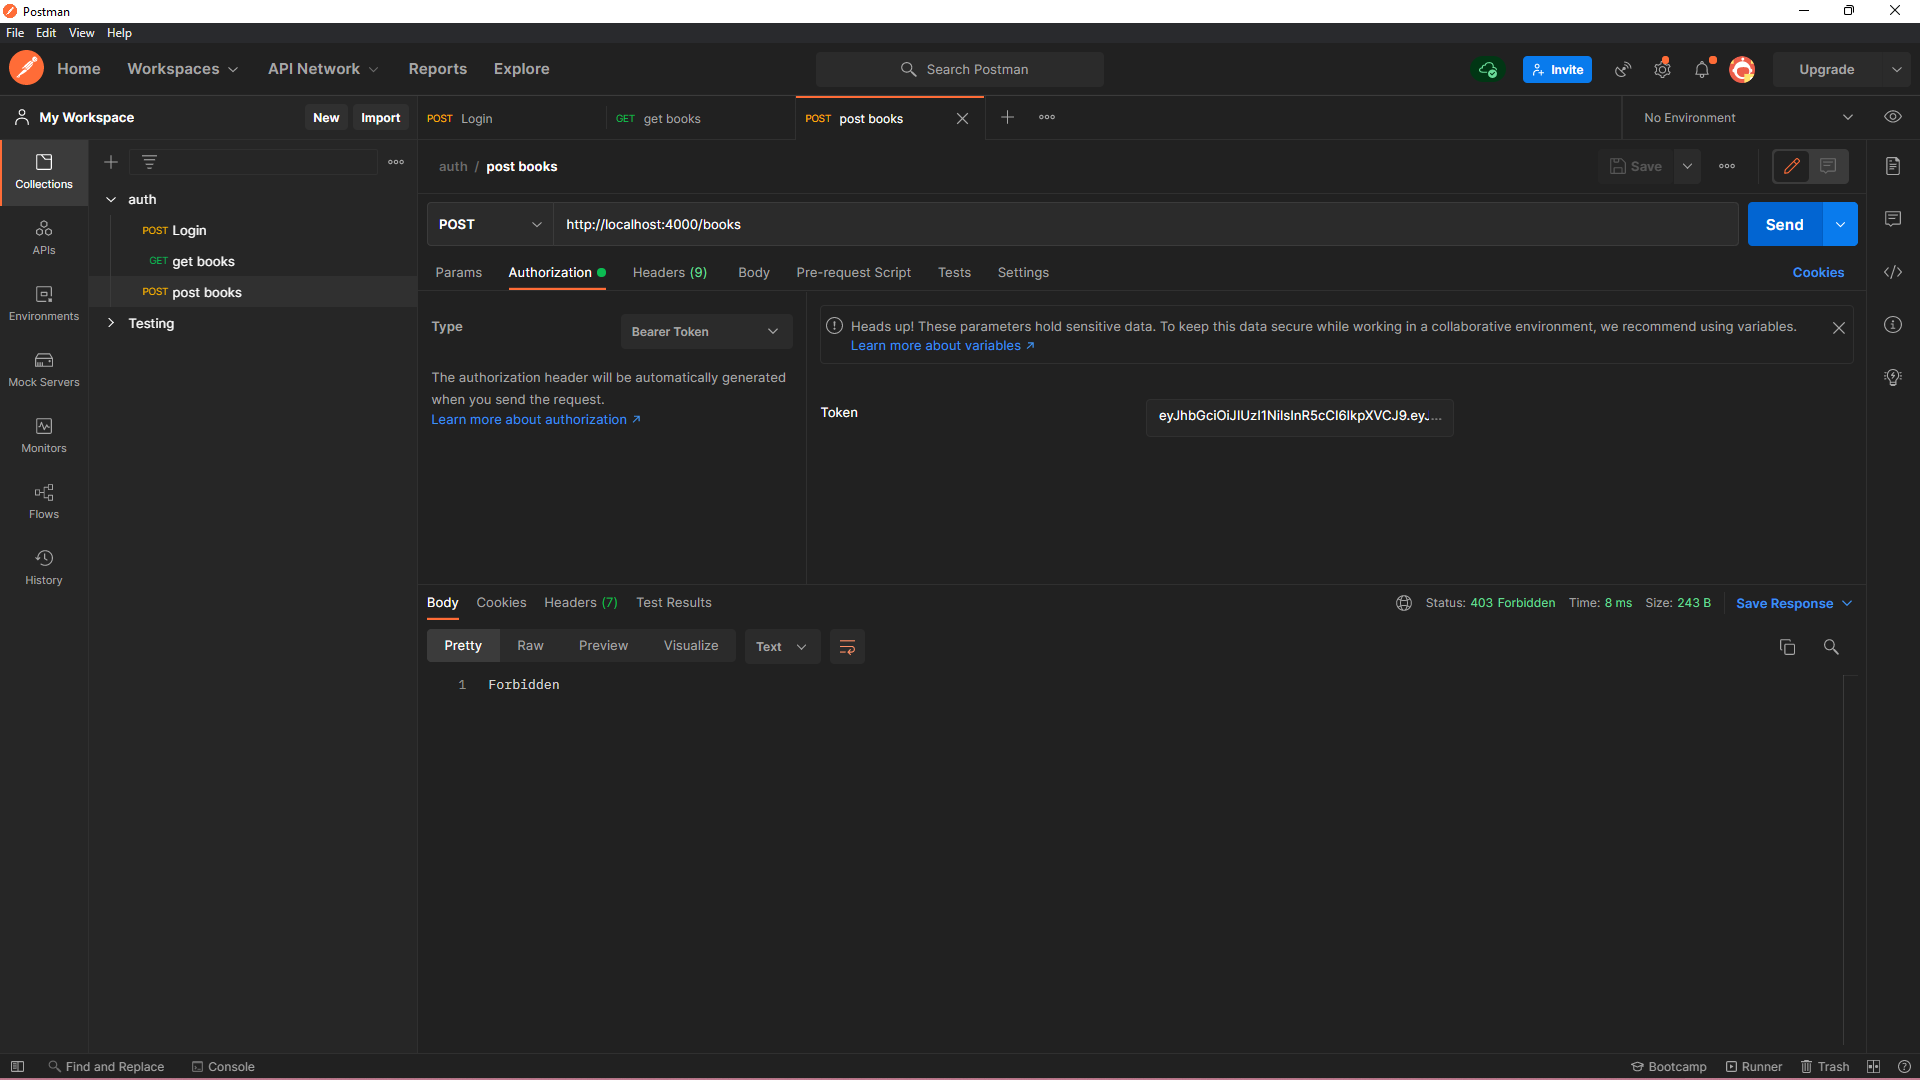 Postman
File Edit View Help
Home Workspaces API Network Reports Explore Search Postman Invite Upgrade
My Workspace New Import POST Login GET get books POST post books No Environment
Collections
APIs
Environments
Mock Servers
Monitors
Flows
History
auth
POST Login
GET get books
POST post books
Testing
auth / post books Save
POST http://localhost:4000/books Send
Params Authorization Headers (9) Body Pre-request Script Tests Settings Cookies
Type Bearer Token
The authorization header will be automatically generated
when you send the request.
Learn more about authorization ↗
Heads up! These parameters hold sensitive data. To keep this data secure while working in a collaborative environment, we recommend using variables.
Learn more about variables ↗
Token eyJhbGciOiJIUzI1NiIsInR5cCI6IkpXVCJ9.eyJ...
Body Cookies Headers (7) Test Results Status: 403 Forbidden Time: 8 ms Size: 243 B Save Response
Pretty Raw Preview Visualize Text
1 Forbidden
Find and Replace Console Bootcamp Runner Trash